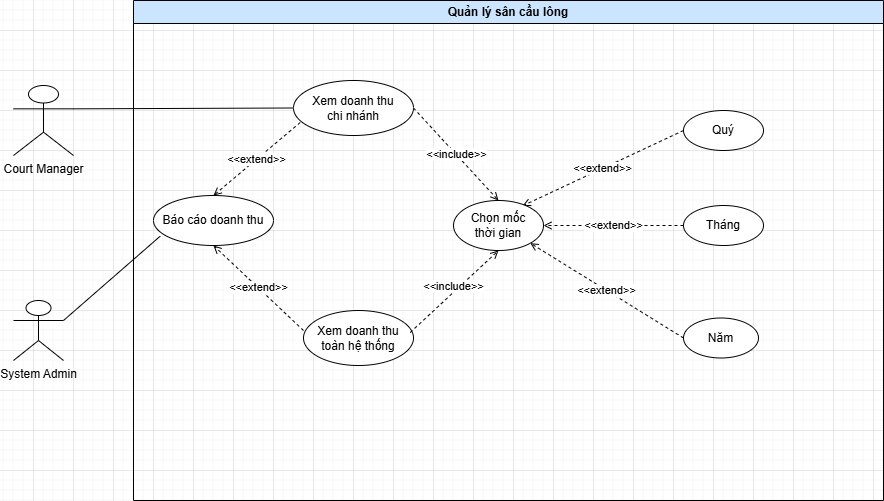 Quản lý sân cầu lông
Xem doanh thu
chi nhánh
Court Manager
<<extend>>
<<include>>
Quý
<<extend>>
Báo cáo doanh thu
Chọn mốc
thời gian
<<extend>>
Tháng
<<extend>>
<<include>>
<<extend>>
Xem doanh thu
toàn hệ thống
Năm
System Admin